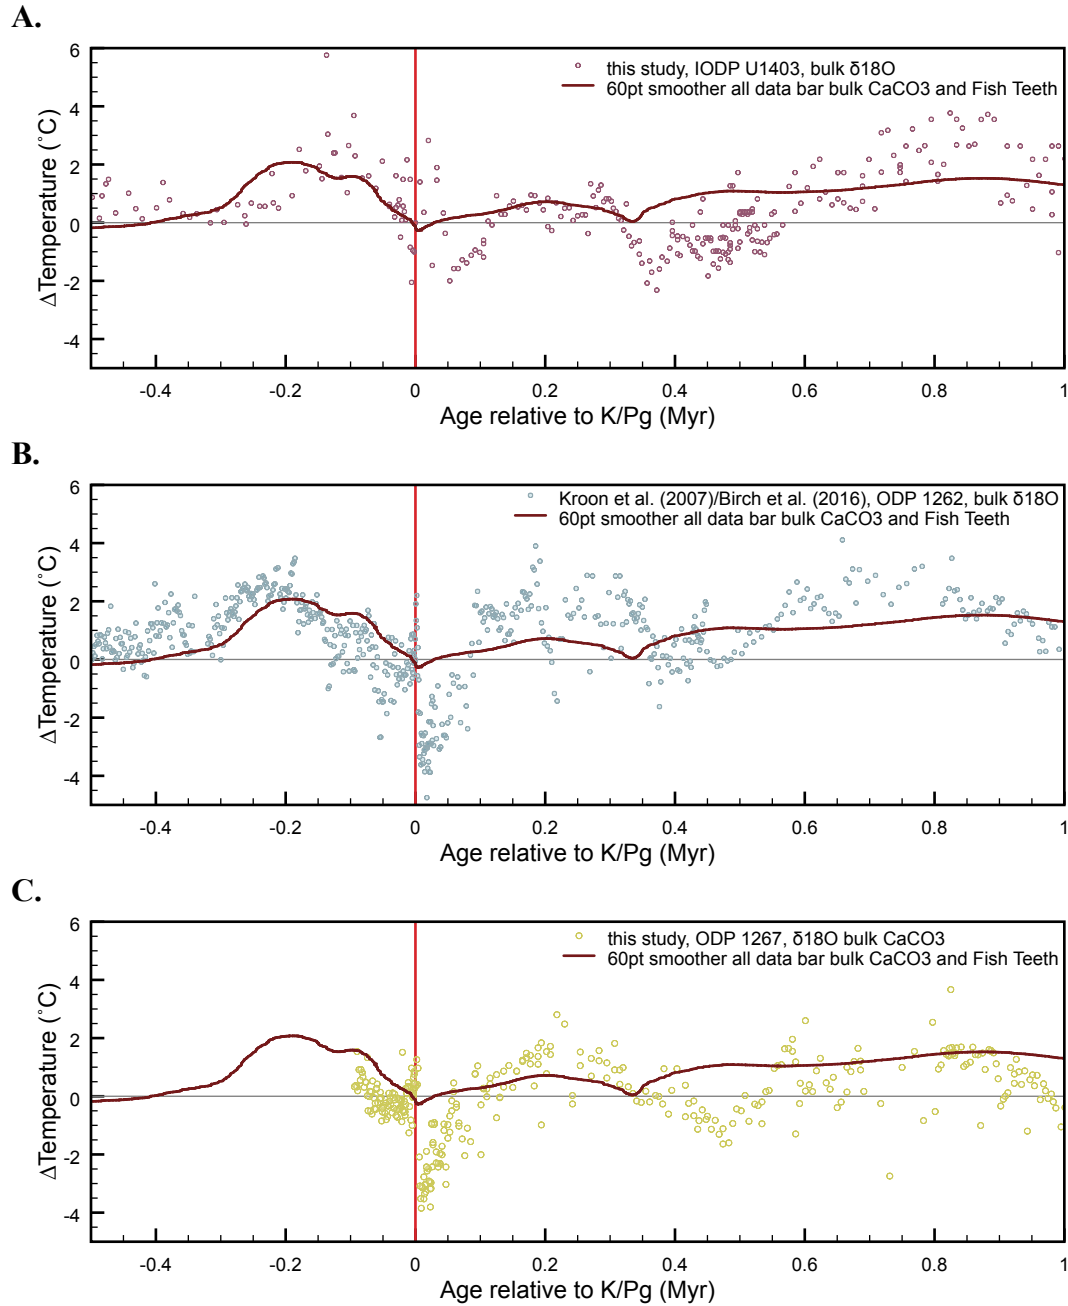 A.
6
this study, IODP U1403, bulk δ18O
60pt smoother all data bar bulk CaCO3 and Fish Teeth
4
2
0
-2
-4
ΔTemperature (˚C)
-0.4 -0.2 0 0.2 0.4 0.6 0.8 1
Age relative to K/Pg (Myr)
B.
6
Kroon et al. (2007)/Birch et al. (2016), ODP 1262, bulk δ18O
60pt smoother all data bar bulk CaCO3 and Fish Teeth
4
2
0
-2
-4
ΔTemperature (˚C)
-0.4 -0.2 0 0.2 0.4 0.6 0.8 1
Age relative to K/Pg (Myr)
C.
6
this study, ODP 1267, δ18O bulk CaCO3
60pt smoother all data bar bulk CaCO3 and Fish Teeth
4
2
0
-2
-4
ΔTemperature (˚C)
-0.4 -0.2 0 0.2 0.4 0.6 0.8 1
Age relative to K/Pg (Myr)